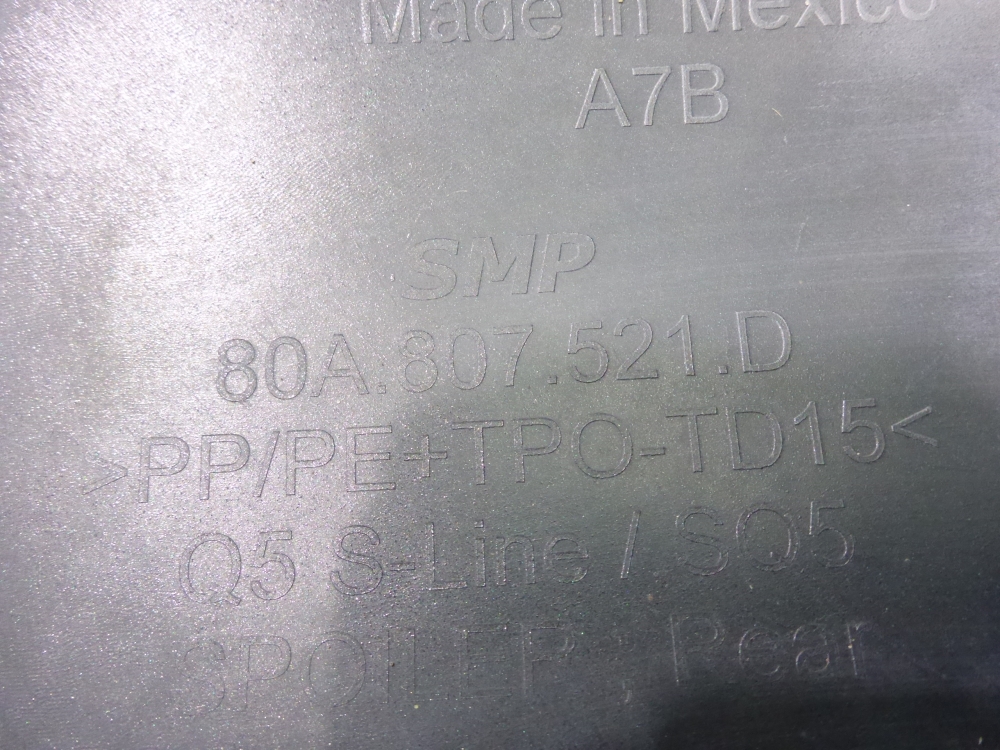 Made in Mexico
A7B
SMP
80A.807.521.D
>PP/PE+TPO-TD15<
Q5 S-Line / SQ5
SPOILER ; Rear